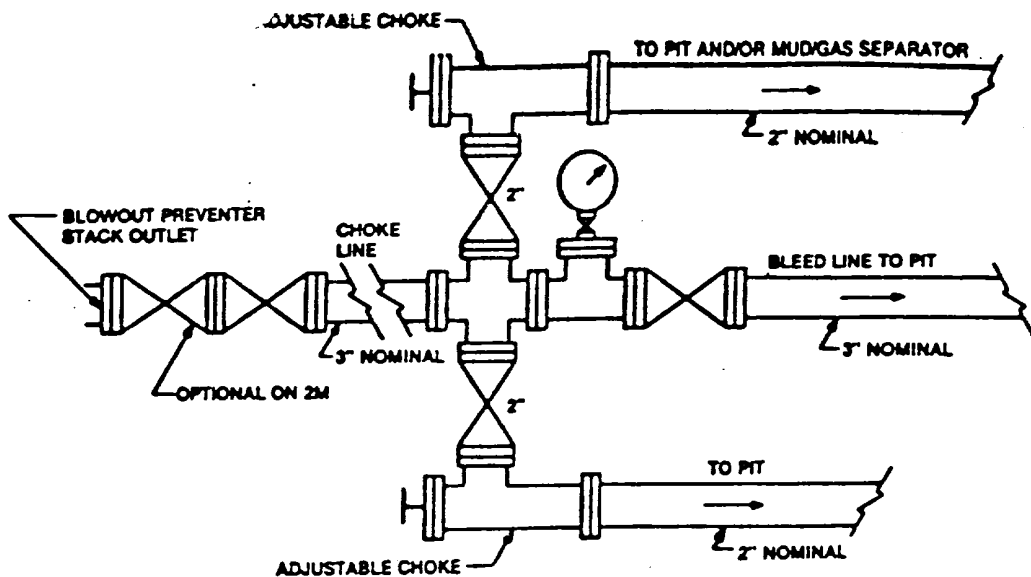 ADJUSTABLE CHOKE
TO PIT AND/OR MUD/GAS SEPARATOR
2" NOMINAL
2"
BLOWOUT PREVENTER
STACK OUTLET
CHOKE
LINE
BLEED LINE TO PIT
3" NOMINAL
3" NOMINAL
OPTIONAL ON 2M
2"
TO PIT
2" NOMINAL
ADJUSTABLE CHOKE